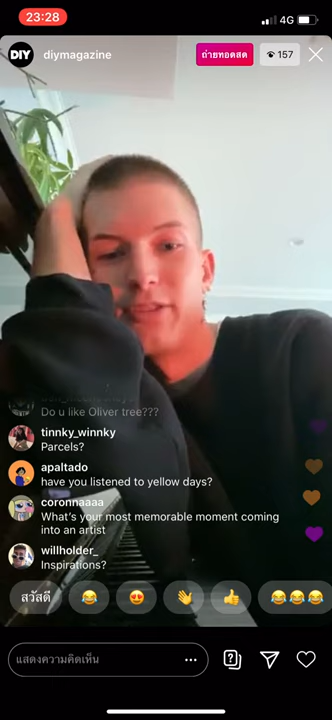 23:28
4G
DIY
diymagazine
ถ่ายทอดสด
157
Do u like Oliver tree???
tinnky_winnky
Parcels?
apaltado
have you listened to yellow days?
coronnaaaa
What's your most memorable moment coming
into an artist
willholder_
Inspirations?
สวัสดี
แสดงความคิดเห็น